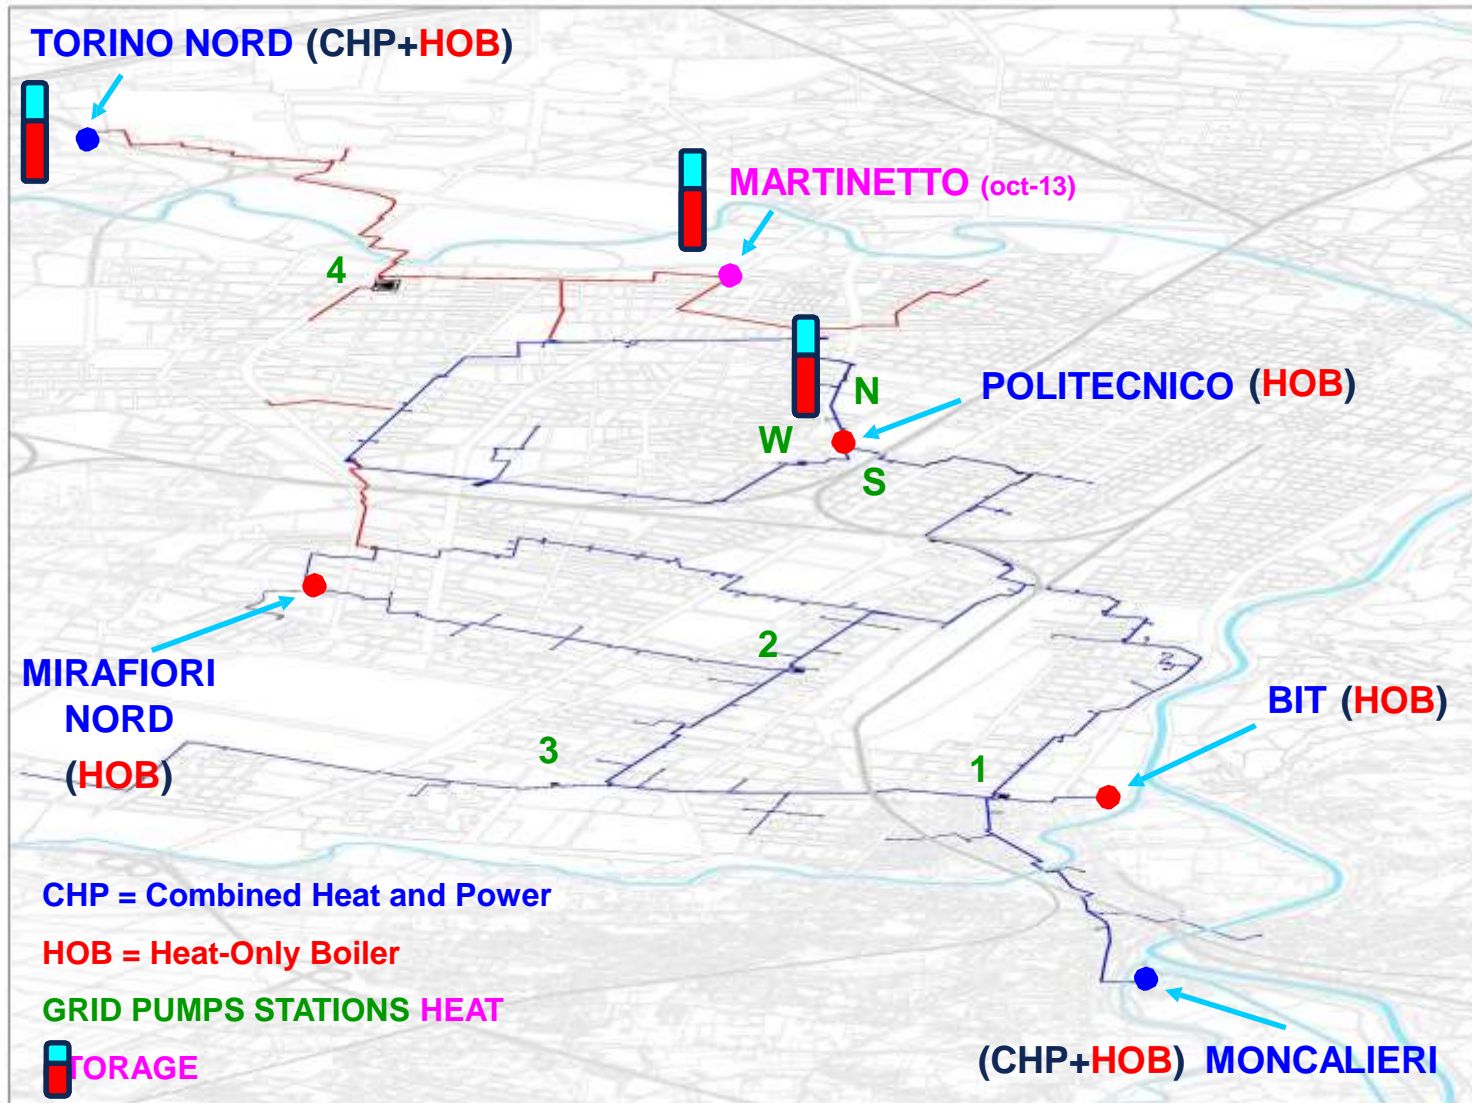 TORINO NORD (CHP+HOB)
MARTINETTO (oct-13)
4
N
POLITECNICO (HOB)
W
S
2
MIRAFIORI
NORD
(HOB)
BIT (HOB)
3
1
CHP = Combined Heat and Power
HOB = Heat-Only Boiler
GRID PUMPS STATIONS HEAT
TORAGE
(CHP+HOB) MONCALIERI